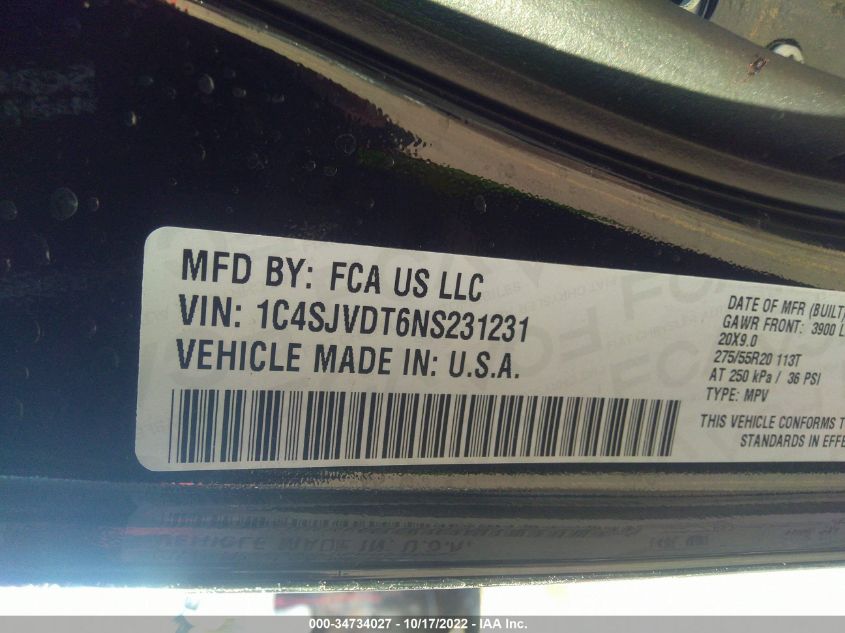 MFD BY: FCA US LLC
VIN: 1C4SJVDT6NS231231
VEHICLE MADE IN: U.S.A.
DATE OF MFR (BUILT)
GAWR FRONT: 3900 L
20X9.0
275/55R20 113T
AT 250 kPa / 36 PSI
TYPE: MPV
THIS VEHICLE CONFORMS T
STANDARDS IN EFFE
000-34734027 - 10/17/2022 - IAA Inc.